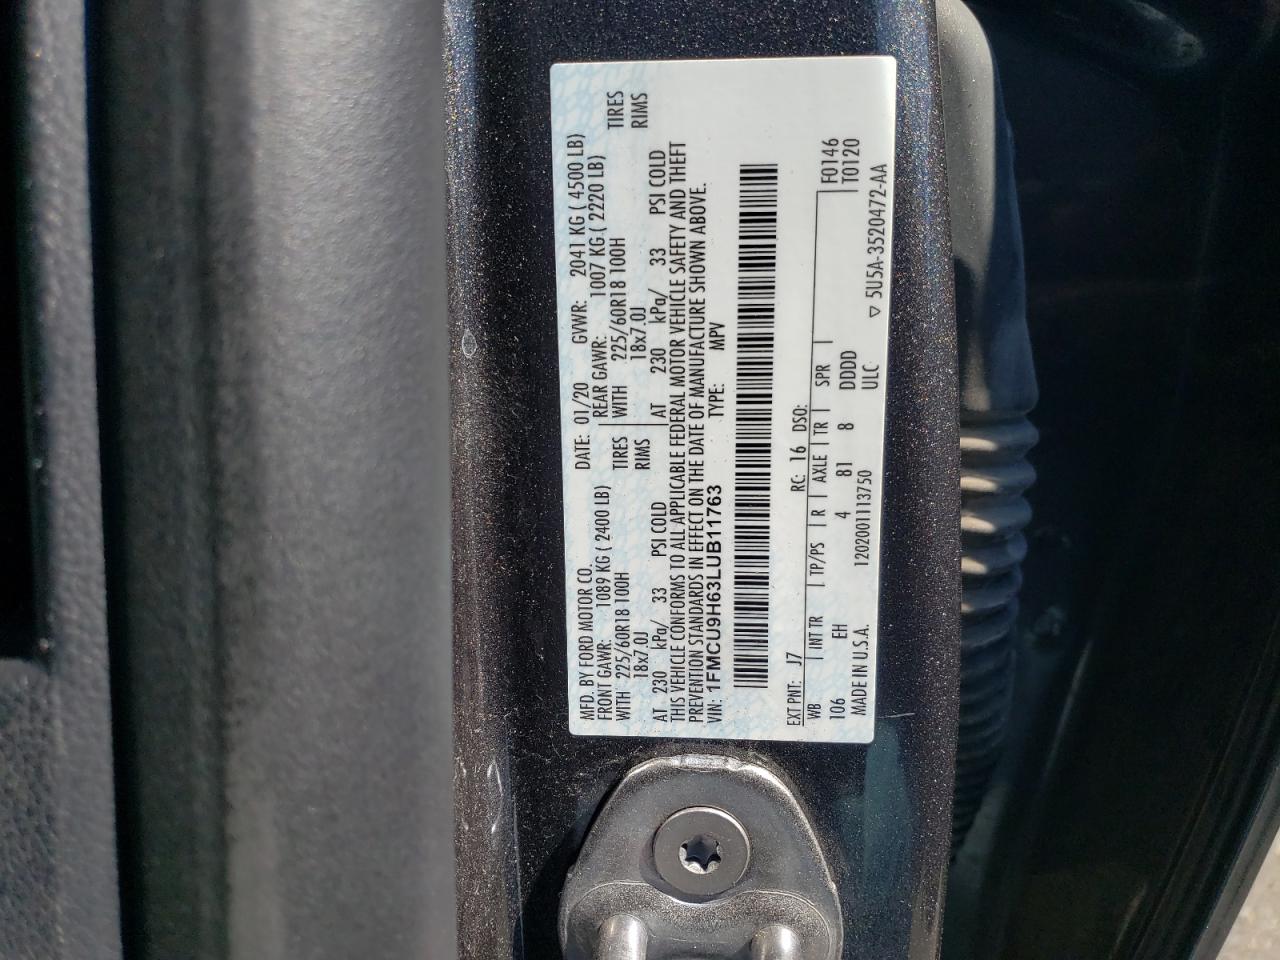 MFD. BY FORD MOTOR CO.
DATE: 01/20 GVWR: 2041 KG ( 4500 LB)
FRONT GAWR: 1089 KG ( 2400 LB) REAR GAWR: 1007 KG ( 2220 LB)
WITH 225/60R18 100H TIRES WITH 225/60R18 100H TIRES
18x7.0J RIMS 18x7.0J RIMS
AT 230 kPa/ 33 PSI COLD AT 230 kPa/ 33 PSI COLD
THIS VEHICLE CONFORMS TO ALL APPLICABLE FEDERAL MOTOR VEHICLE SAFETY AND THEFT
PREVENTION STANDARDS IN EFFECT ON THE DATE OF MANUFACTURE SHOWN ABOVE.
VIN: 1FMCU9H63LUB11763 TYPE: MPV
EXT PNT: J7 RC: 16 DSO:
WB INT TR TP/PS R AXLE TR SPR F0146
106 EH 4 81 8 DDDD T0120
MADE IN U.S.A. 1202001113750 ULC ▽ 5U5A-3520472-AA